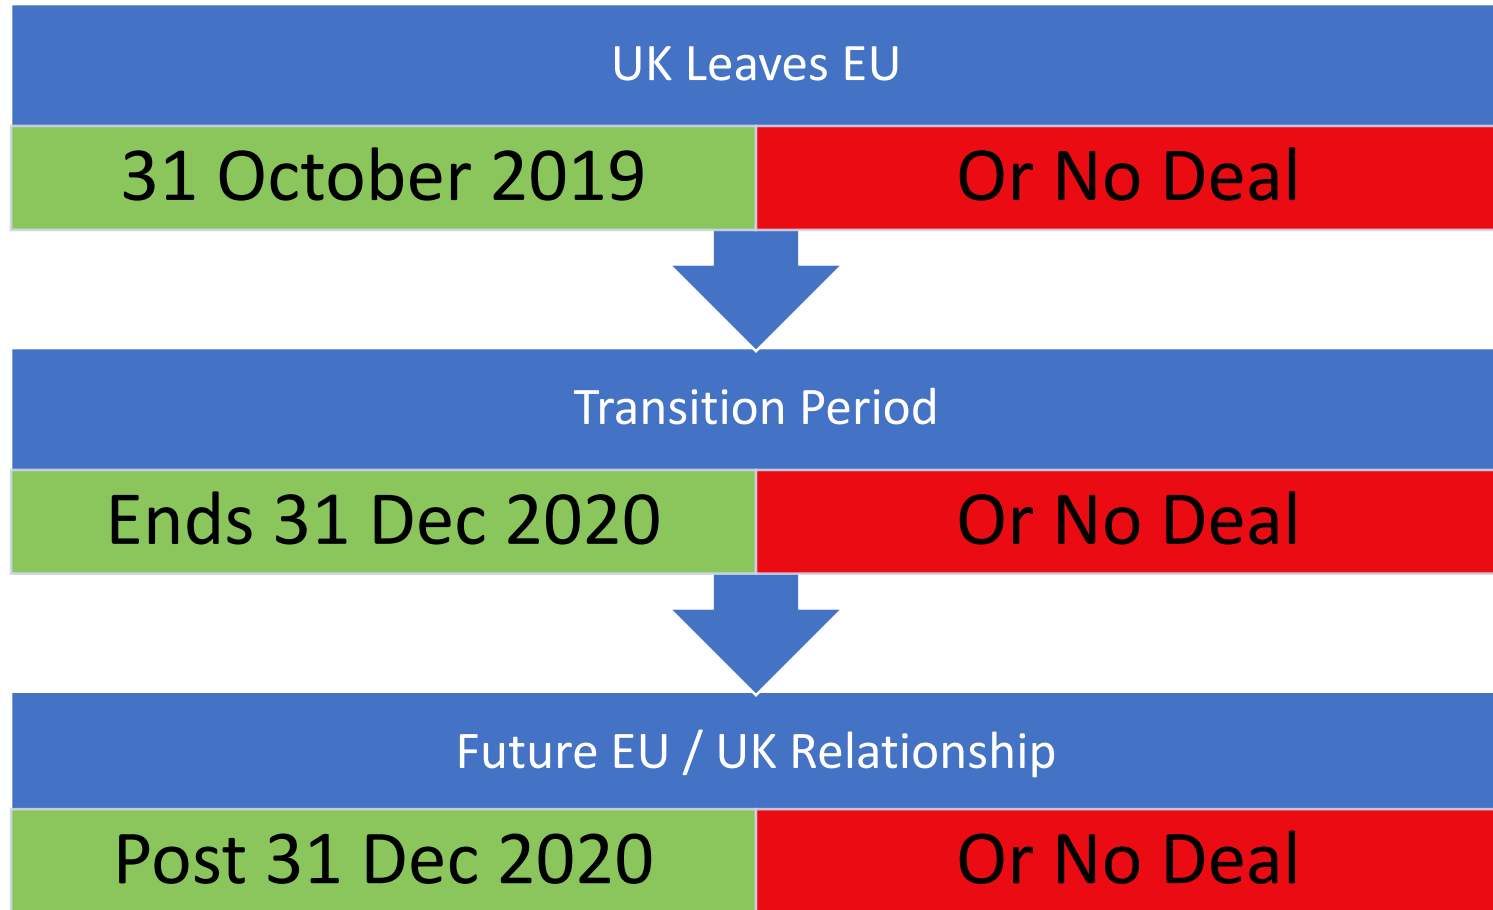 UK Leaves EU
31 October 2019
Or No Deal
Transition Period
Ends 31 Dec 2020
Or No Deal
Future EU / UK Relationship
Post 31 Dec 2020
Or No Deal